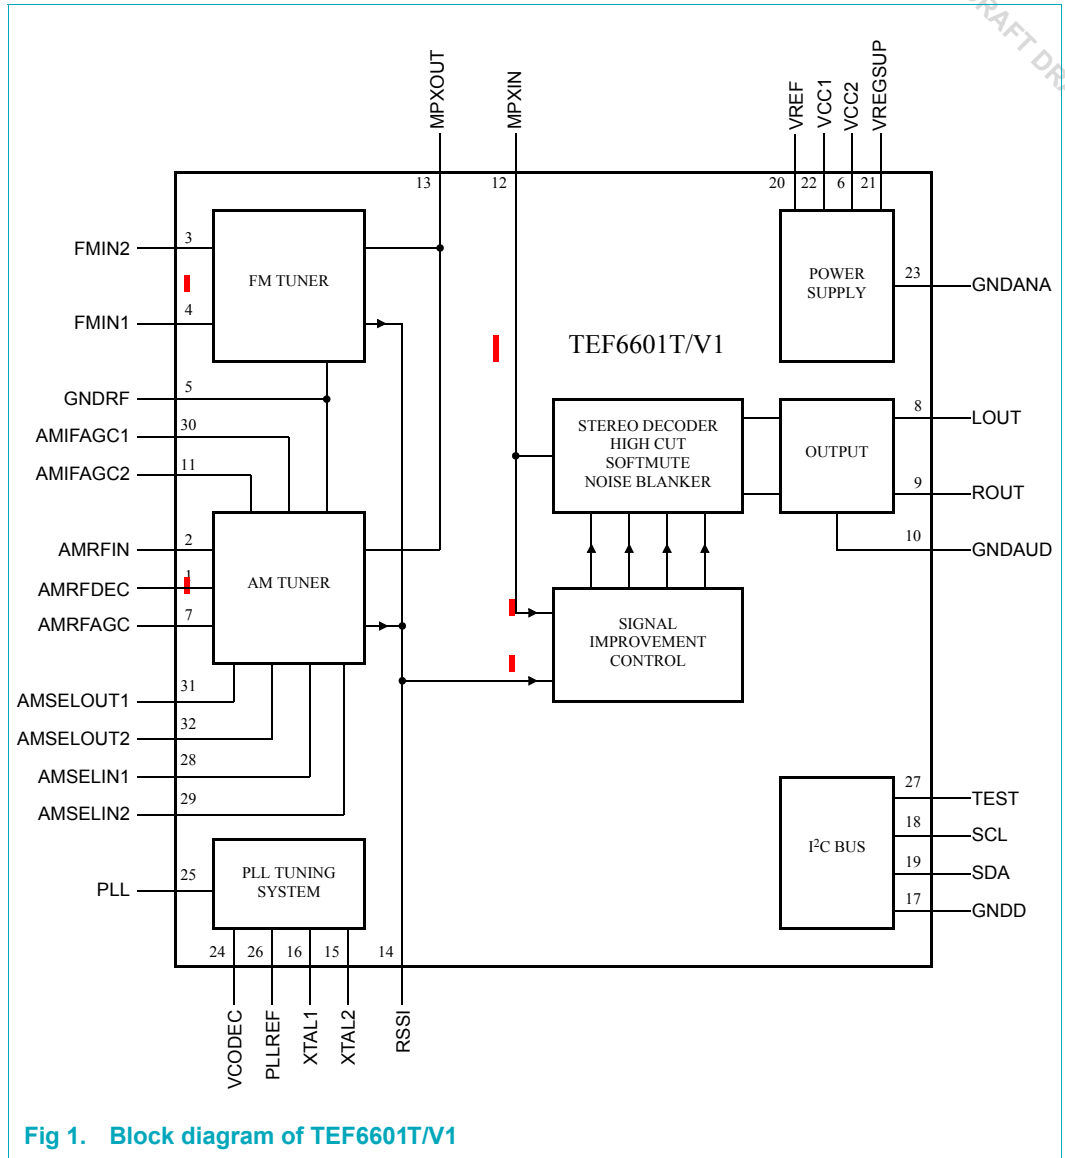 DRAFT DRA
MPXOUT
MPXIN
VREF
VCC1
VCC2
VREGSUP
13
12
20
22
6
21
FMIN2
3
FM TUNER
POWER
SUPPLY
23
GNDANA
FMIN1
4
TEF6601T/V1
GNDRF
5
AMIFAGC1
30
AMIFAGC2
11
STEREO DECODER
HIGH CUT
SOFTMUTE
NOISE BLANKER
OUTPUT
8
LOUT
9
ROUT
10
GNDAUD
AMRFIN
2
AMRFDEC
1
AMRFAGC
7
AM TUNER
SIGNAL
IMPROVEMENT
CONTROL
AMSELOUT1
31
AMSELOUT2
32
AMSELIN1
28
AMSELIN2
29
I²C BUS
27
TEST
18
SCL
19
SDA
17
GNDD
PLL
25
PLL TUNING
SYSTEM
24
26
16
15
14
VCODEC
PLLREF
XTAL1
XTAL2
RSSI
Fig 1. Block diagram of TEF6601T/V1